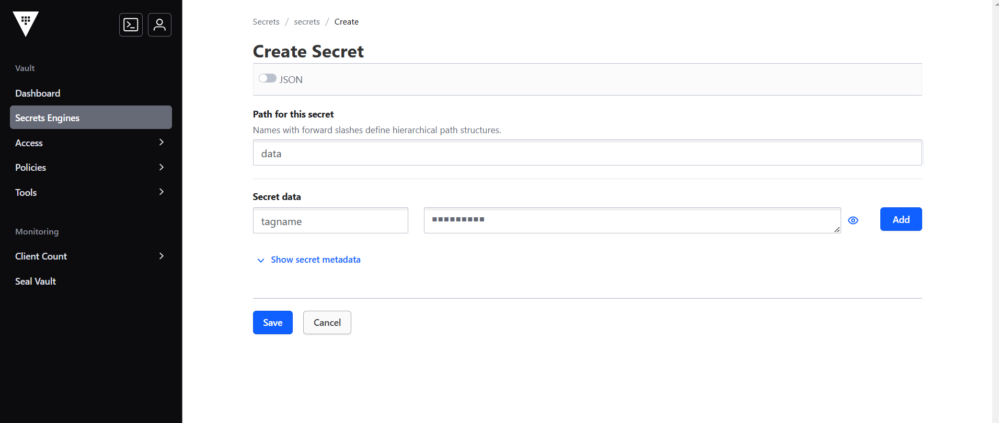 Secrets / secrets / Create
Create Secret
JSON
Vault
Dashboard
Secrets Engines
Access
Policies
Tools
Monitoring
Client Count
Seal Vault
Path for this secret
Names with forward slashes define hierarchical path structures.
data
Secret data
tagname
Add
Show secret metadata
Save
Cancel